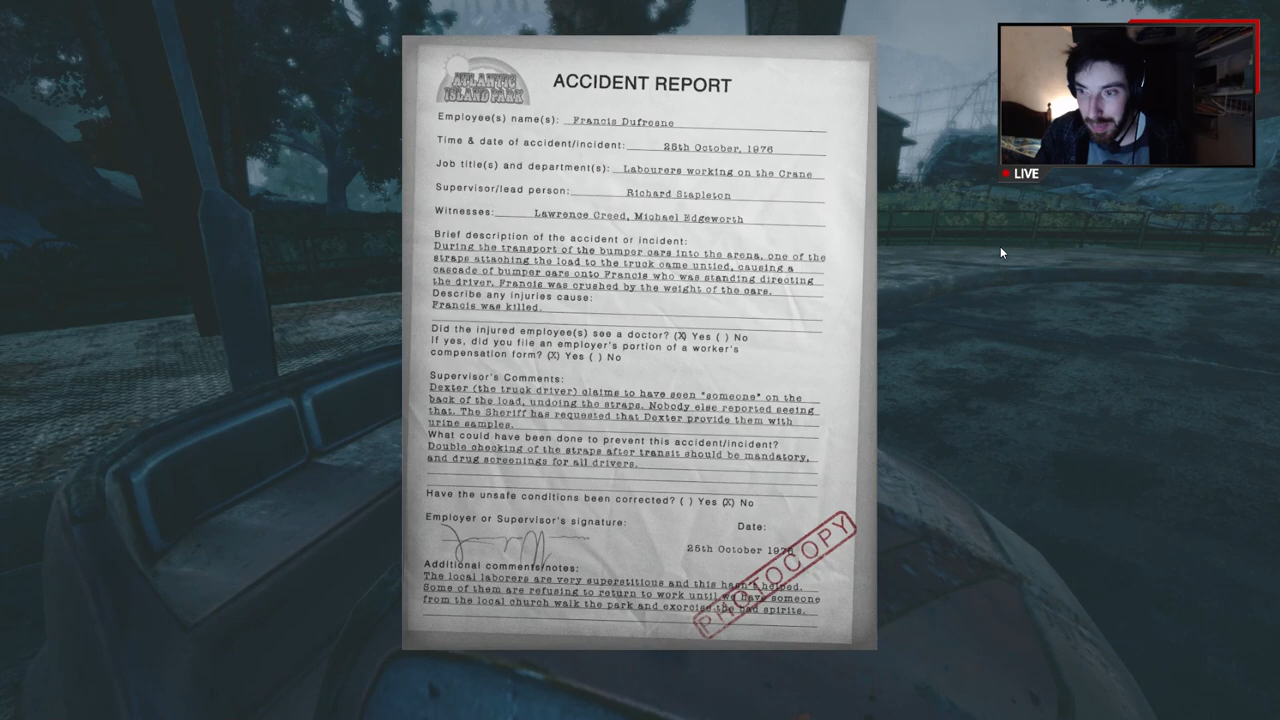 ATLANTIC
ISLAND PARK
ACCIDENT REPORT
Employee(s) name(s): Francis Dufresne
Time & date of accident/incident: 25th October, 1976
Job title(s) and department(s): Labourers working on the Crane
Supervisor/lead person: Richard Stapleton
Witnesses: Lawrence Creed, Michael Edgeworth
Brief description of the accident or incident:
During the transport of the bumper cars into the arena, one of the
straps attaching the load to the truck came untied, causing a
cascade of bumper cars onto Francis who was standing directing
the driver. Francis was crushed by the weight of the cars.
Describe any injuries cause:
Francis was killed.
Did the injured employee(s) see a doctor? (X) Yes ( ) No
If yes, did you file an employer's portion of a worker's
compensation form? (X) Yes ( ) No
Supervisor's Comments:
Dexter (the truck driver) claims to have seen "someone" on the
back of the load, undoing the straps. Nobody else reported seeing
that. The Sheriff has requested that Dexter provide them with
urine samples.
What could have been done to prevent this accident/incident?
Double checking of the straps after transit should be mandatory,
and drug screenings for all drivers.
Have the unsafe conditions been corrected? ( ) Yes (X) No
Employer or Supervisor's signature:
Date:
25th October 1976
Additional comments/notes:
The local laborers are very superstitious and this hasn't helped.
Some of them are refusing to return to work until we have someone
from the local church walk the park and exorcise the bad spirits.
PHOTOCOPY
LIVE